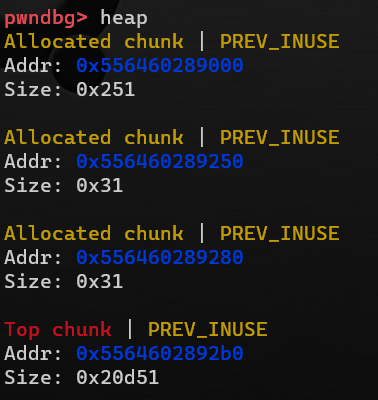 pwndbg> heap
Allocated chunk | PREV_INUSE
Addr: 0x556460289000
Size: 0x251
Allocated chunk | PREV_INUSE
Addr: 0x556460289250
Size: 0x31
Allocated chunk | PREV_INUSE
Addr: 0x556460289280
Size: 0x31
Top chunk | PREV_INUSE
Addr: 0x5564602892b0
Size: 0x20d51